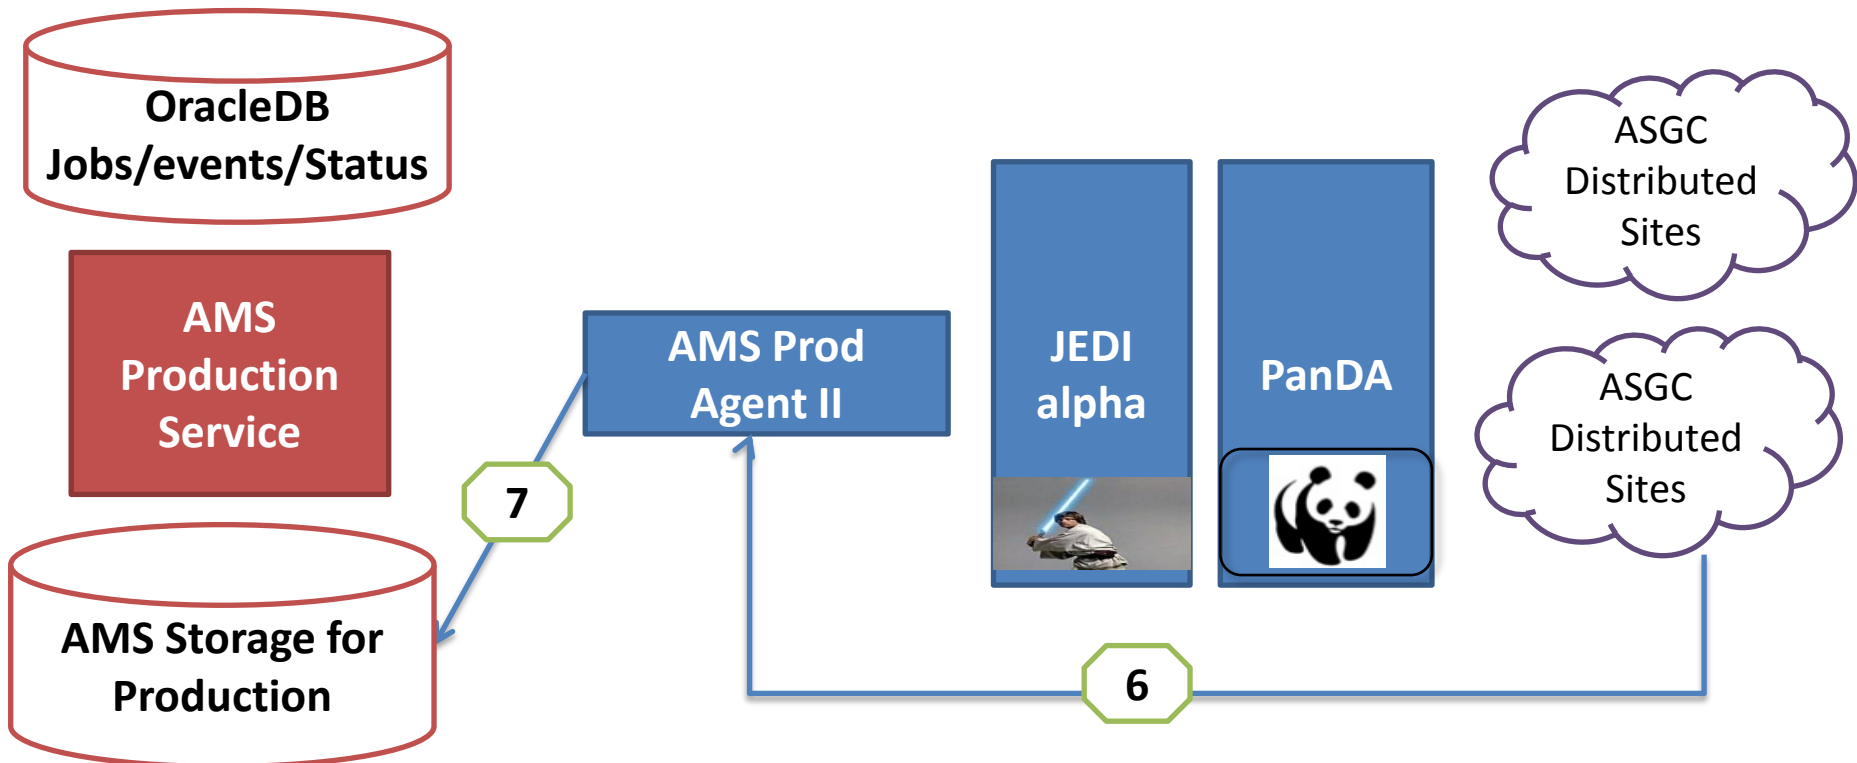 OracleDB
Jobs/events/Status
AMS
Production
Service
AMS Storage for
Production
7
AMS Prod
Agent II
6
JEDI
alpha
PanDA
ASGC
Distributed
Sites
ASGC
Distributed
Sites